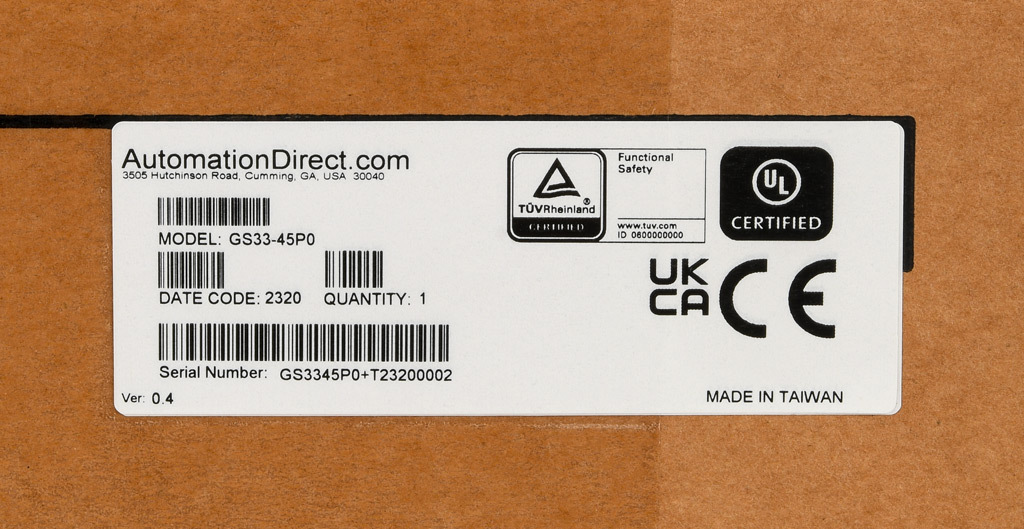 AutomationDirect.com
3505 Hutchinson Road, Cumming, GA, USA 30040
MODEL: GS33-45P0
DATE CODE: 2320 QUANTITY: 1
Serial Number: GS3345P0+T23200002
Ver: 0.4
TÜVRheinland®
CERTIFIED
Functional
Safety
www.tuv.com
ID 0600000000
UL
CERTIFIED
UK
CA
CE
MADE IN TAIWAN